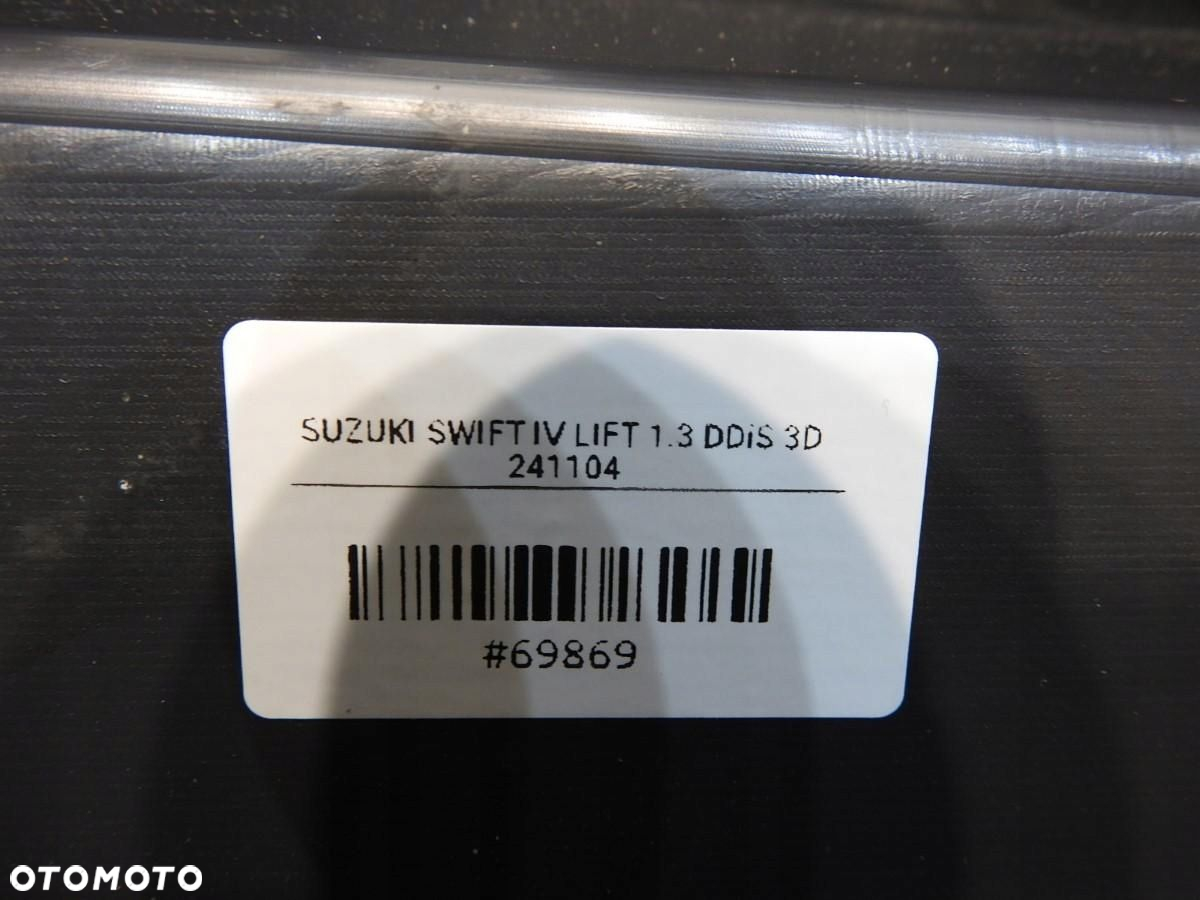 SUZUKI SWIFT IV LIFT 1.3 DDiS 3D
241104
#69869
OTOMOTO